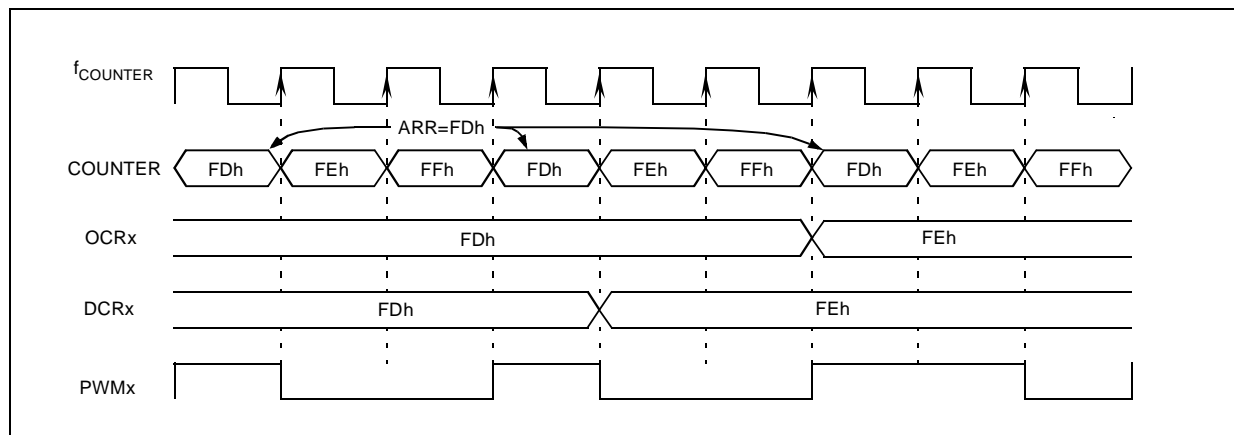 fCOUNTER
ARR=FDh
COUNTER FDh FEh FFh FDh FEh FFh FDh FEh FFh
OCRx FDh FEh
DCRx FDh FEh
PWMx